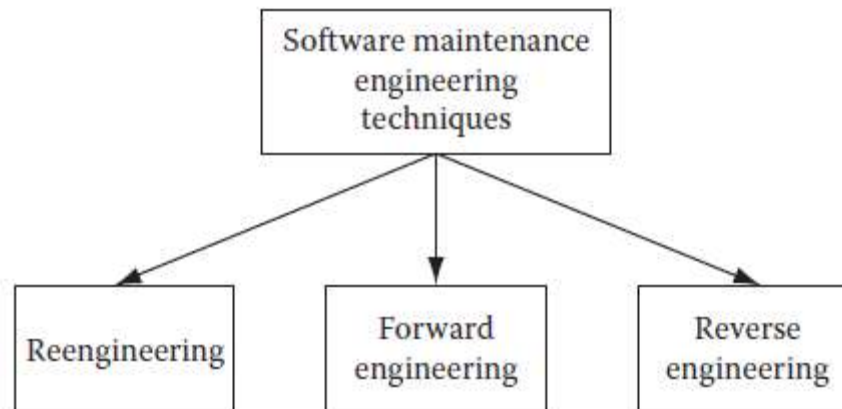 Software maintenance
engineering
techniques
Reengineering
Forward
engineering
Reverse
engineering